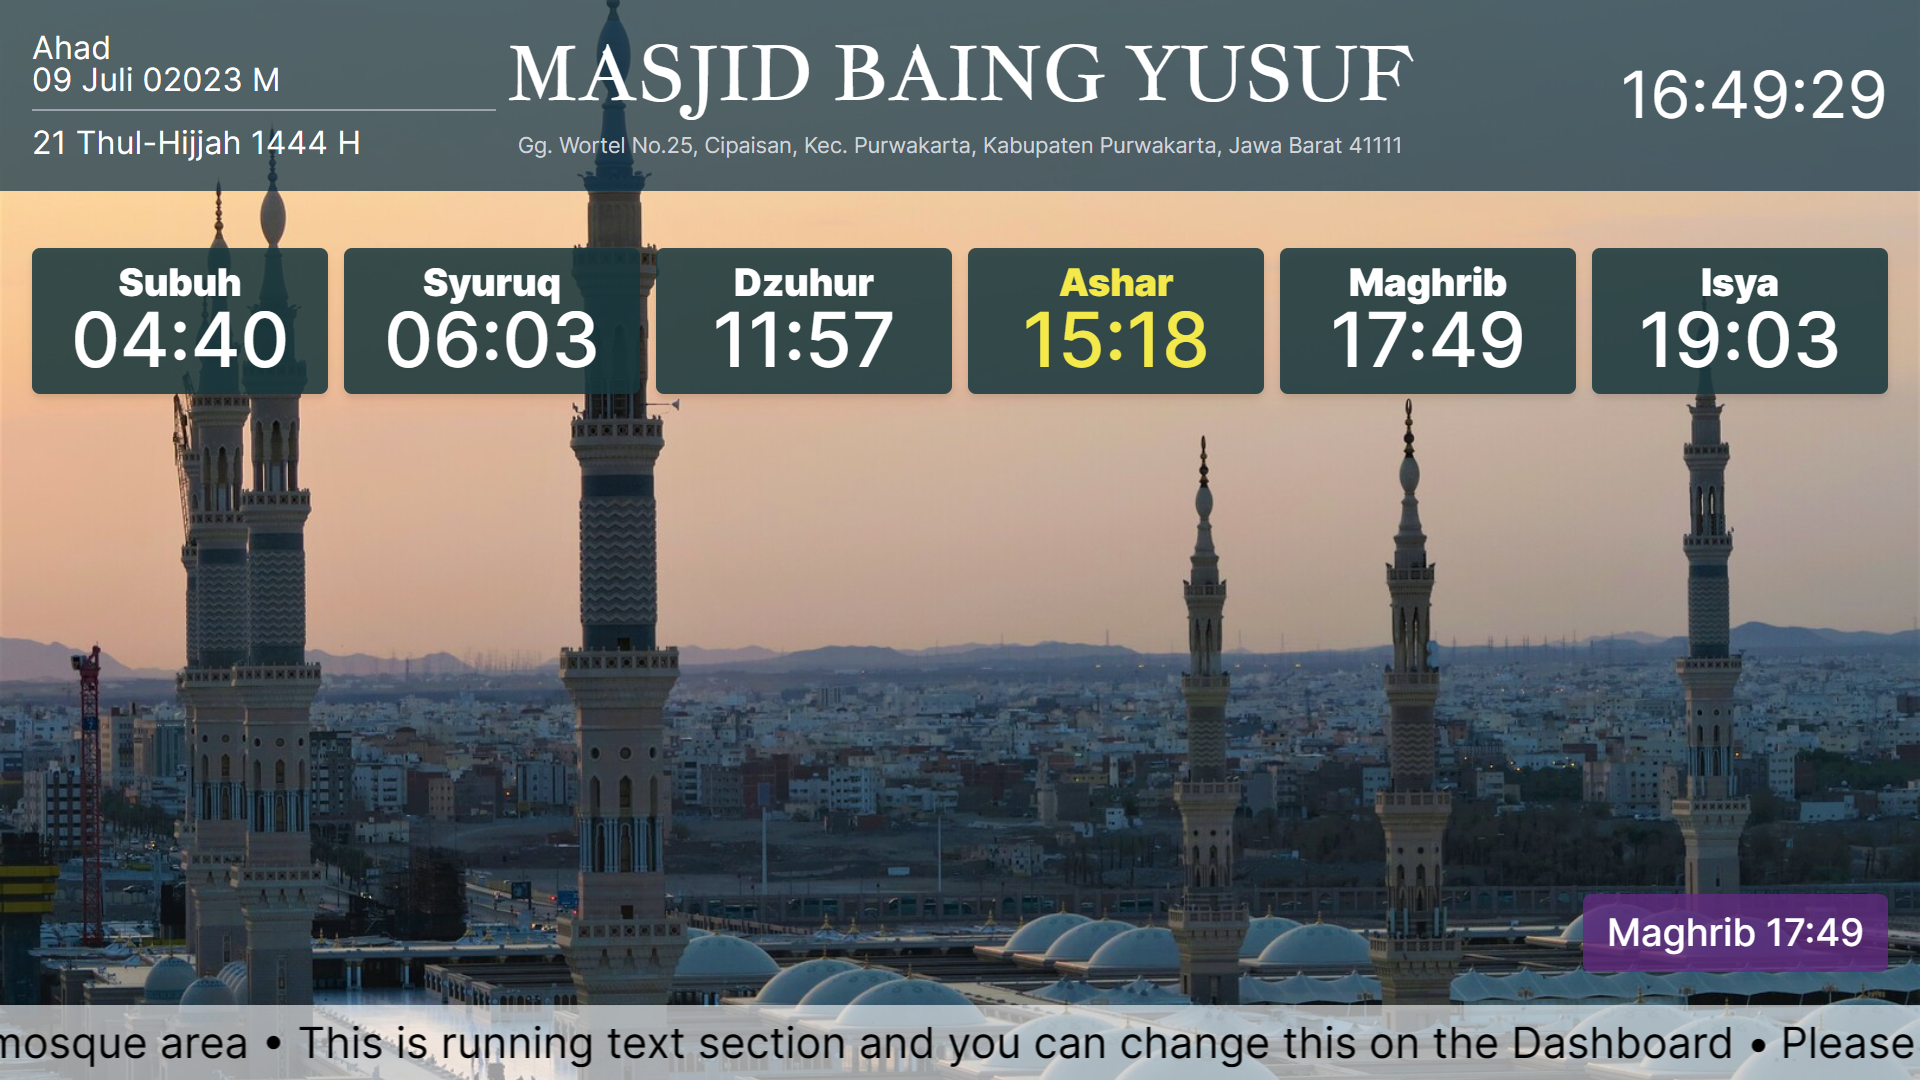 Ahad
09 Juli 02023 M
21 Thul-Hijjah 1444 H
MASJID BAING YUSUF
Gg. Wortel No.25, Cipaisan, Kec. Purwakarta, Kabupaten Purwakarta, Jawa Barat 41111
16:49:29
Subuh
04:40
Syuruq
06:03
Dzuhur
11:57
Ashar
15:18
Maghrib
17:49
Isya
19:03
Maghrib 17:49
mosque area • This is running text section and you can change this on the Dashboard • Please